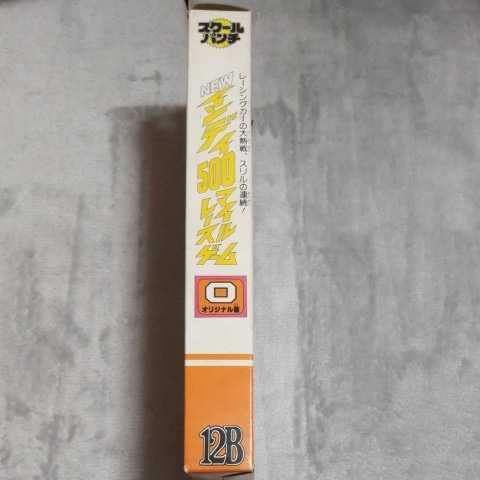 スクール
パンチ
レーシングカーの大熱戦、スリルの連続!
NEW
インディ
500マイル
レース
ゲーム
O
オリジナル盤
12B